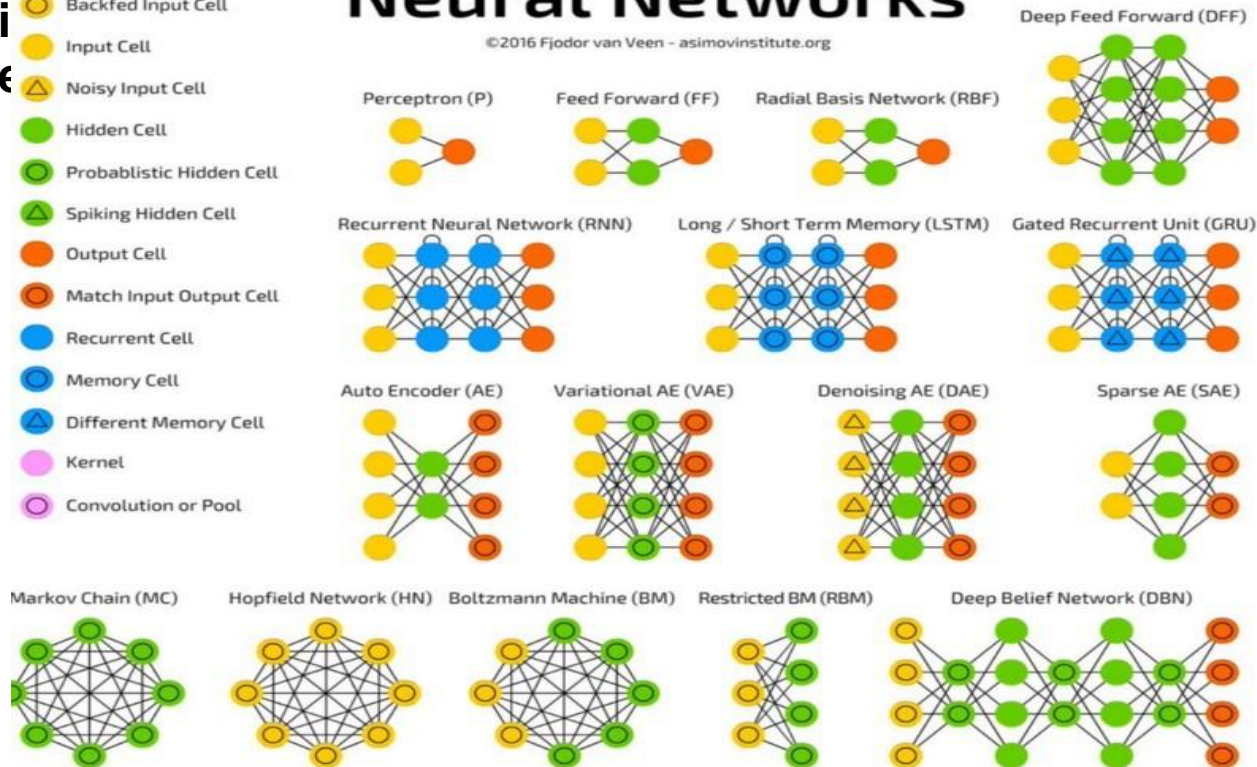 Neural Networks
©2016 Fjodor van Veen - asimovinstitute.org
Backfed Input Cell
Input Cell
Noisy Input Cell
Hidden Cell
Probablistic Hidden Cell
Spiking Hidden Cell
Output Cell
Match Input Output Cell
Recurrent Cell
Memory Cell
Different Memory Cell
Kernel
Convolution or Pool
Deep Feed Forward (DFF)
Perceptron (P)
Feed Forward (FF)
Radial Basis Network (RBF)
Recurrent Neural Network (RNN)
Long / Short Term Memory (LSTM)
Gated Recurrent Unit (GRU)
Auto Encoder (AE)
Variational AE (VAE)
Denoising AE (DAE)
Sparse AE (SAE)
Markov Chain (MC)
Hopfield Network (HN)
Boltzmann Machine (BM)
Restricted BM (RBM)
Deep Belief Network (DBN)